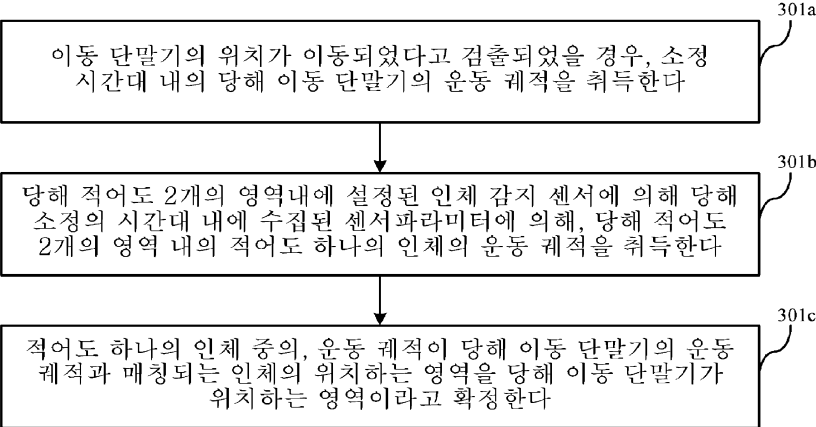 301a
이동 단말기의 위치가 이동되었다고 검출되었을 경우, 소정
시간대 내의 당해 이동 단말기의 운동 궤적을 취득한다
301b
당해 적어도 2개의 영역내에 설정된 인체 감지 센서에 의해 당해
소정의 시간대 내에 수집된 센서파라미터에 의해, 당해 적어도
2개의 영역 내의 적어도 하나의 인체의 운동 궤적을 취득한다
301c
적어도 하나의 인체 중의, 운동 궤적이 당해 이동 단말기의 운동
궤적과 매칭되는 인체의 위치하는 영역을 당해 이동 단말기가
위치하는 영역이라고 확정한다